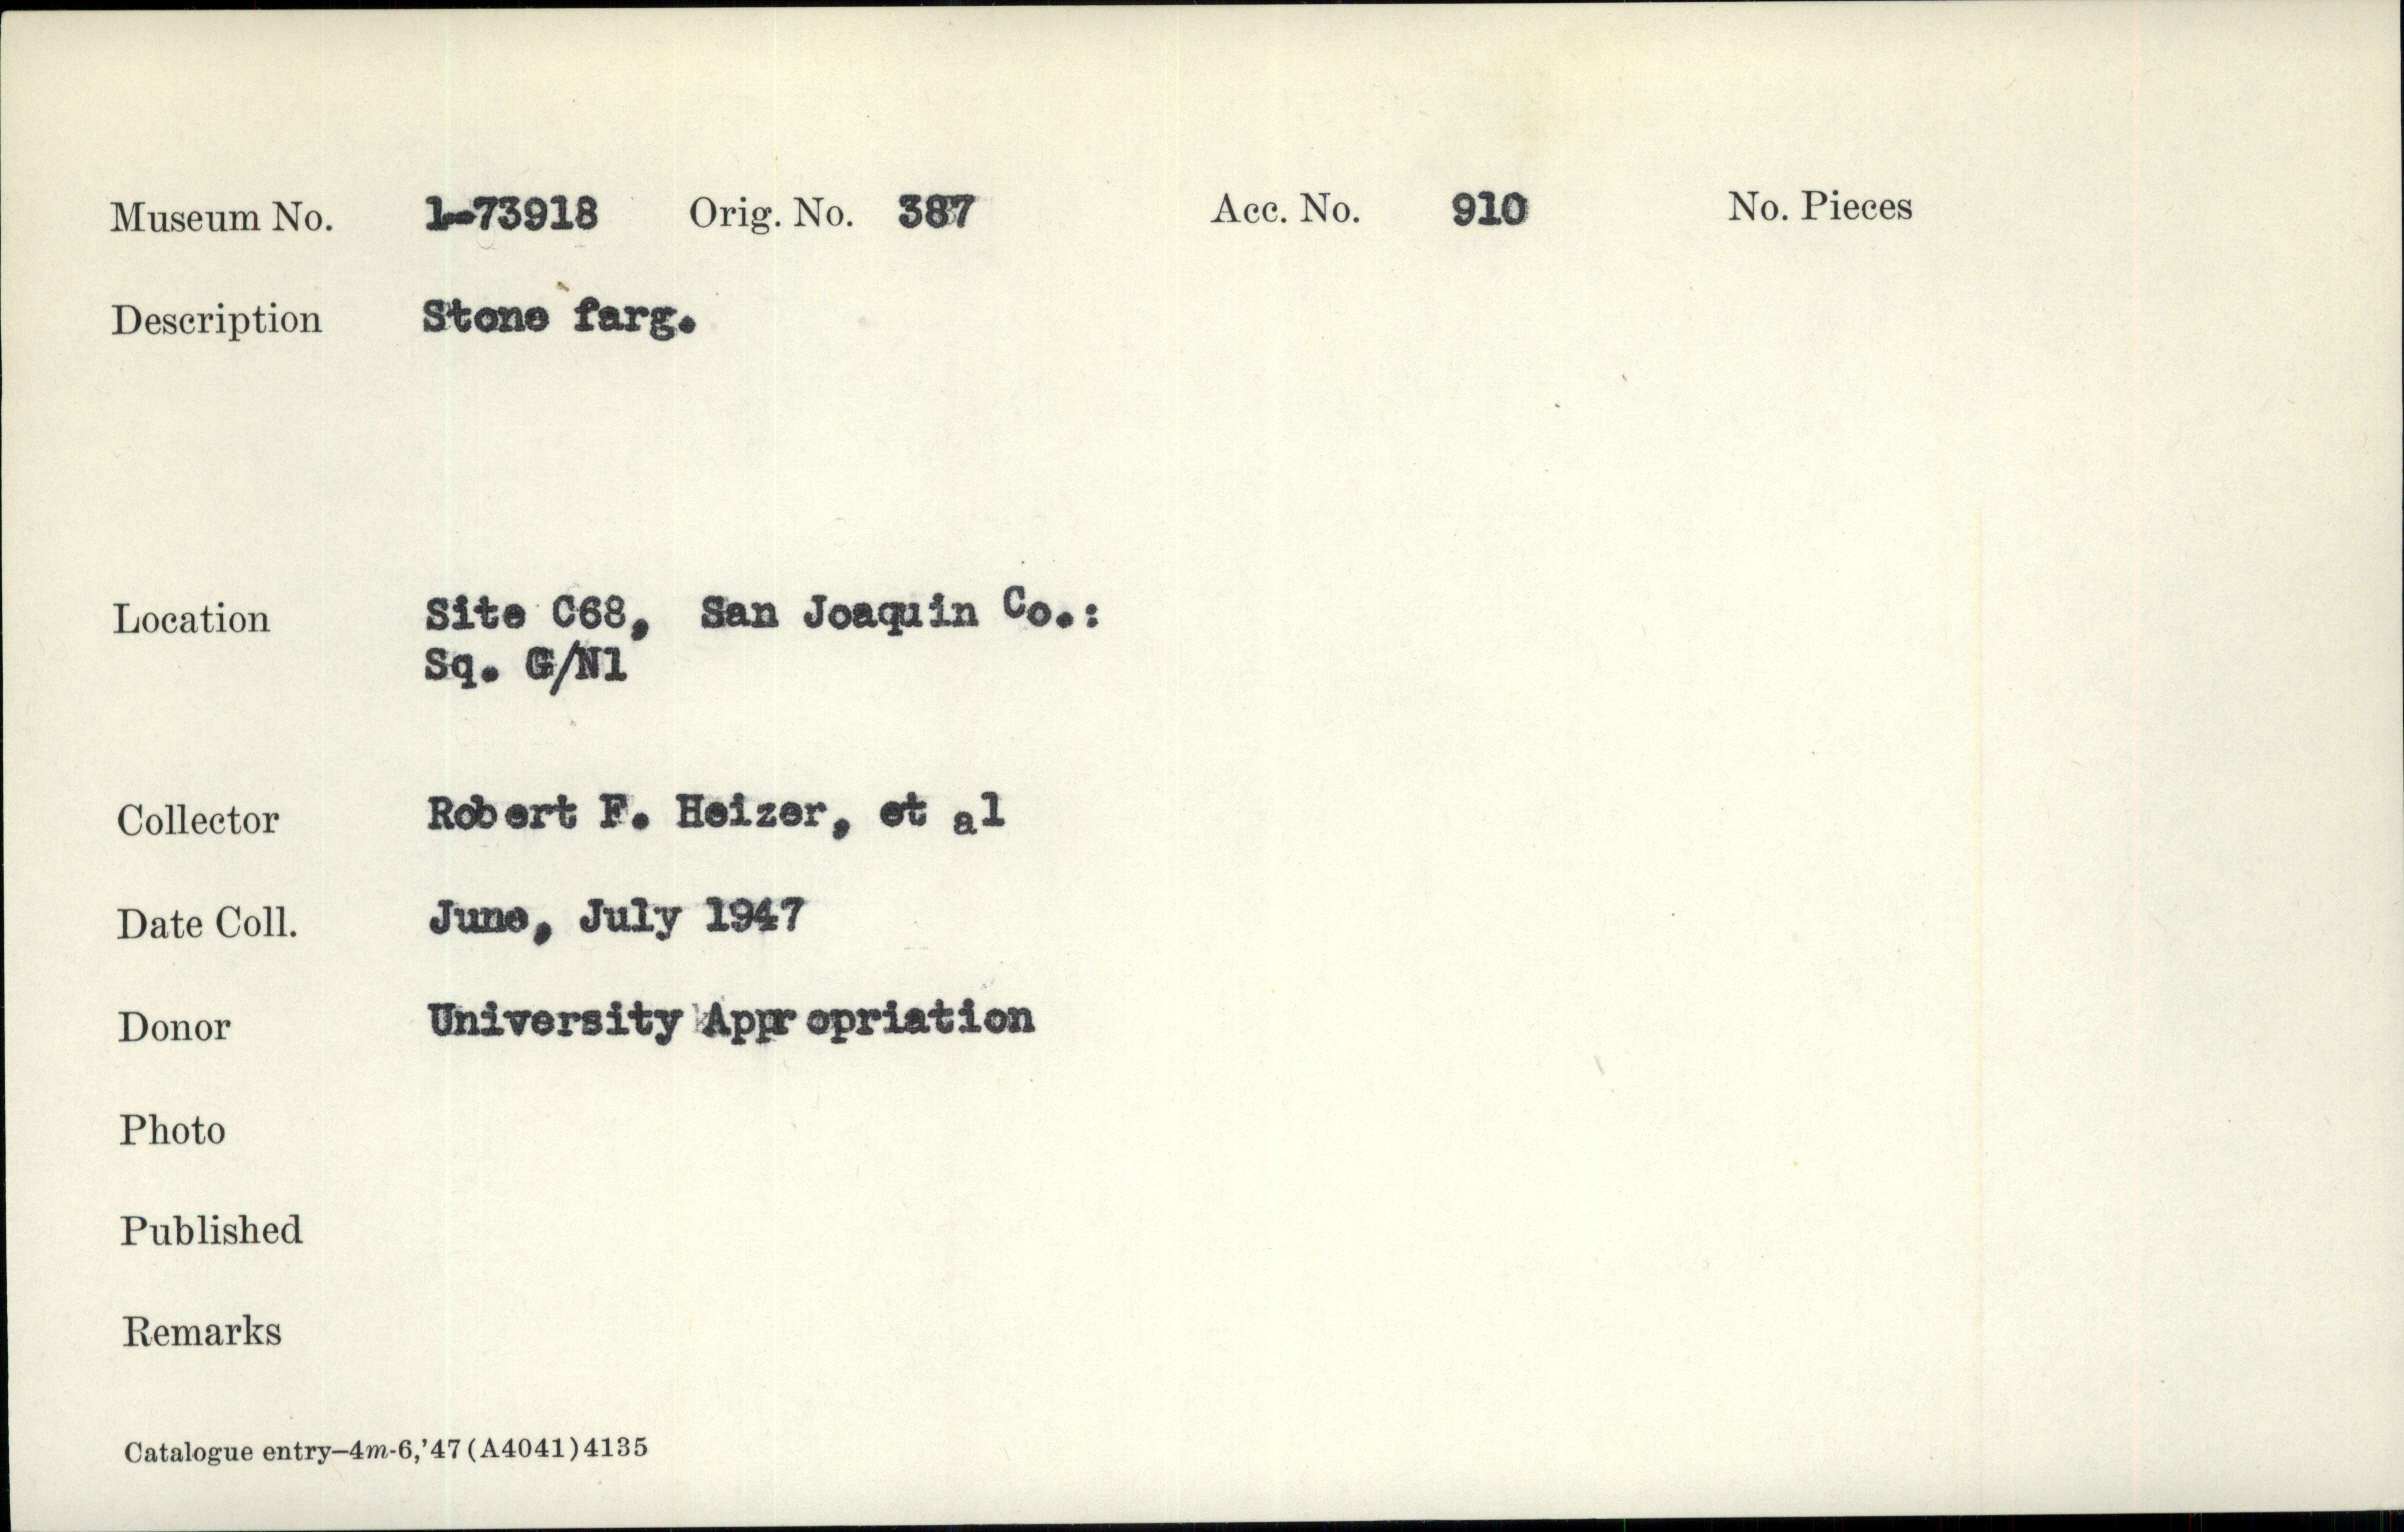 Museum No. 1-73918 Orig. No. 387 Acc. No. 910 No. Pieces
Description Stone farg.
Location Site C68, San Joaquin Co.:
Sq. G/N1
Collector Robert F. Heizer, et al
Date Coll. June, July 1947
Donor University Appropriation
Photo
Published
Remarks
Catalogue entry—4m-6,'47(A4041)4135